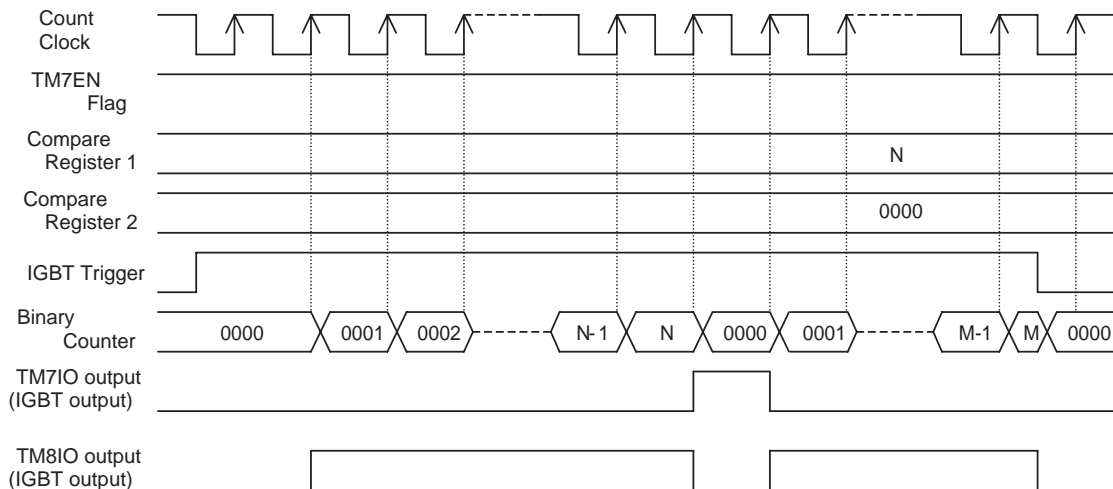 Count
Clock
TM7EN
Flag
Compare
Register 1
N
Compare
Register 2
0000
IGBT Trigger
Binary
Counter
0000 0001 0002 N-1 N 0000 0001 M-1 M 0000
TM7IO output
(IGBT output)
TM8IO output
(IGBT output)